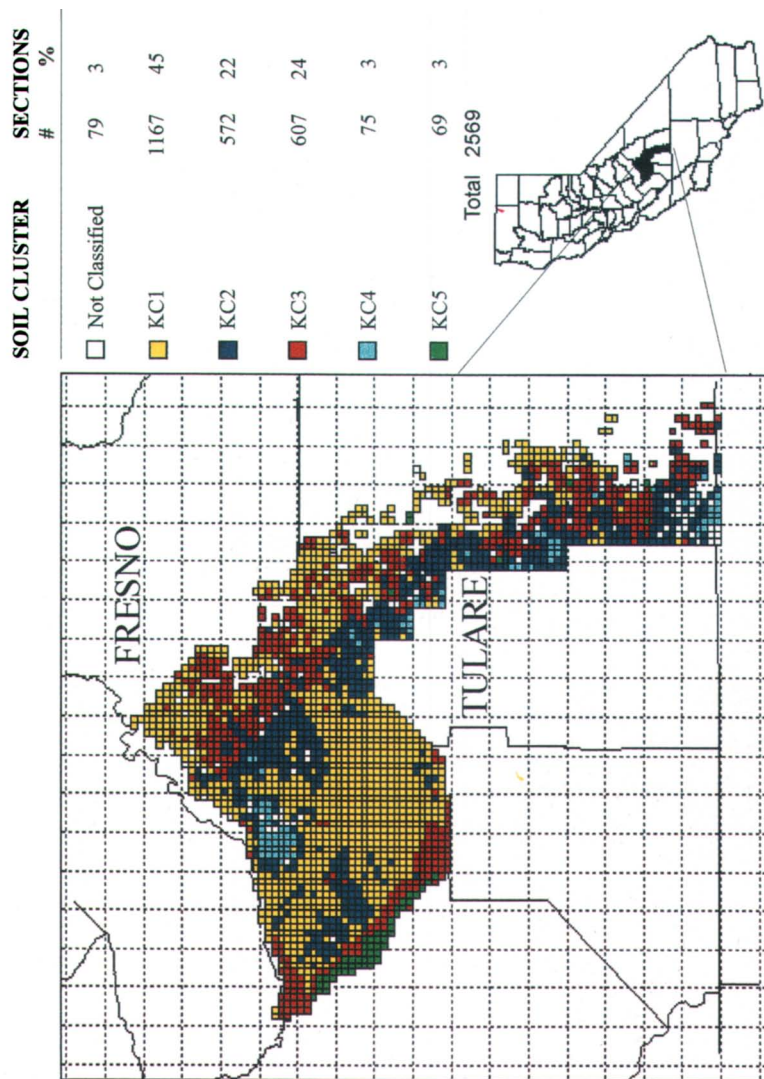 SOIL CLUSTER SECTIONS
# %
Not Classified 79 3
KC1 1167 45
KC2 572 22
KC3 607 24
KC4 75 3
KC5 69 3
Total 2569
FRESNO
TULARE